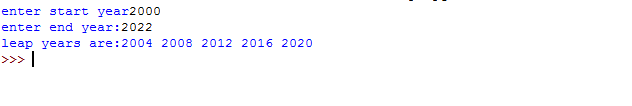 enter start year2000
enter end year:2022
leap years are:2004 2008 2012 2016 2020
>>>